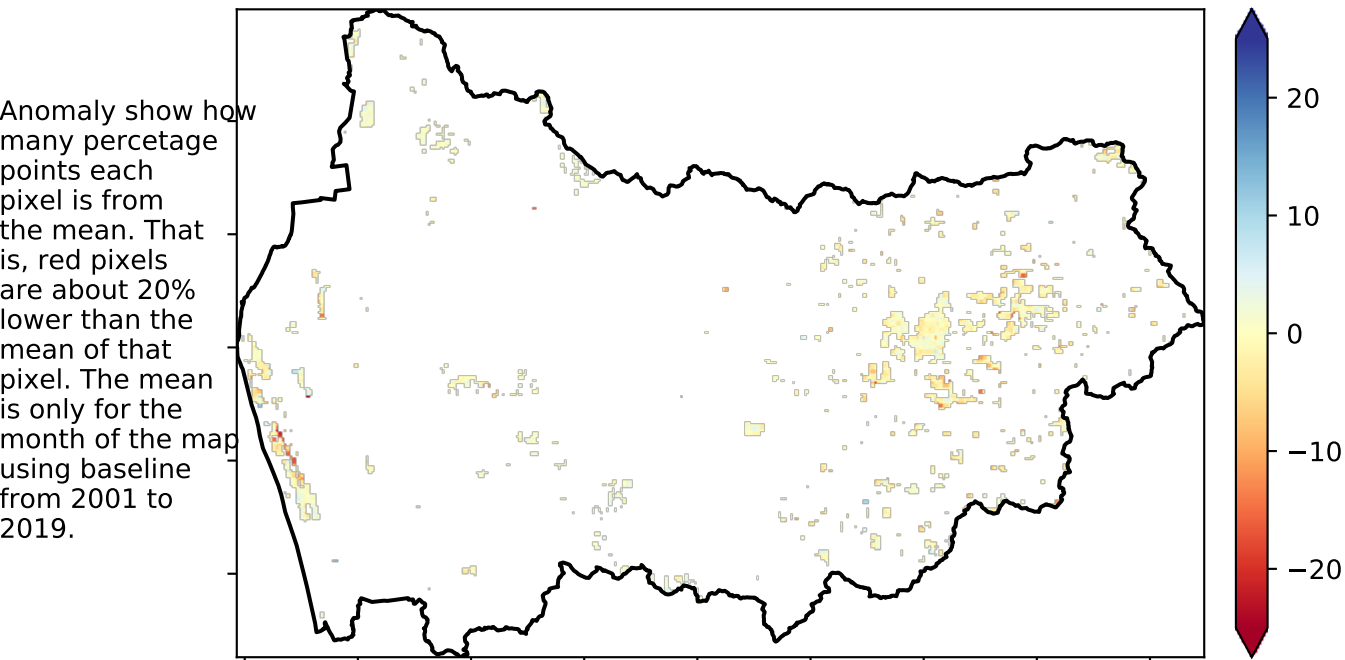 Anomaly show how
many percetage
points each
pixel is from
the mean. That
is, red pixels
are about 20%
lower than the
mean of that
pixel. The mean
is only for the
month of the map
using baseline
from 2001 to
2019.
20
10
0
−10
−20